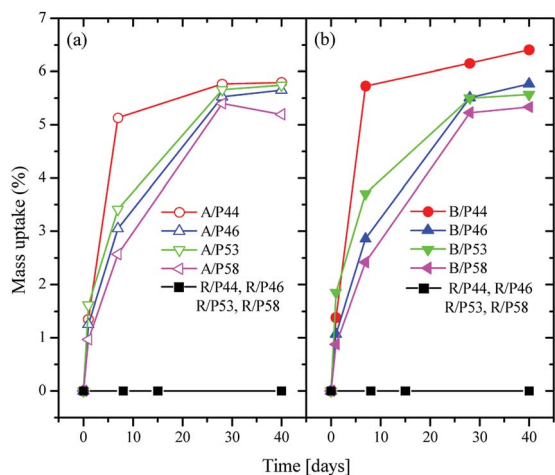 7
6
5
4
3
2
1
0
Mass uptake (%)
(a)
A/P44
A/P46
A/P53
A/P58
R/P44, R/P46
R/P53, R/P58
(b)
B/P44
B/P46
B/P53
B/P58
R/P44, R/P46
R/P53, R/P58
0 10 20 30 40 0 10 20 30 40
Time [days]